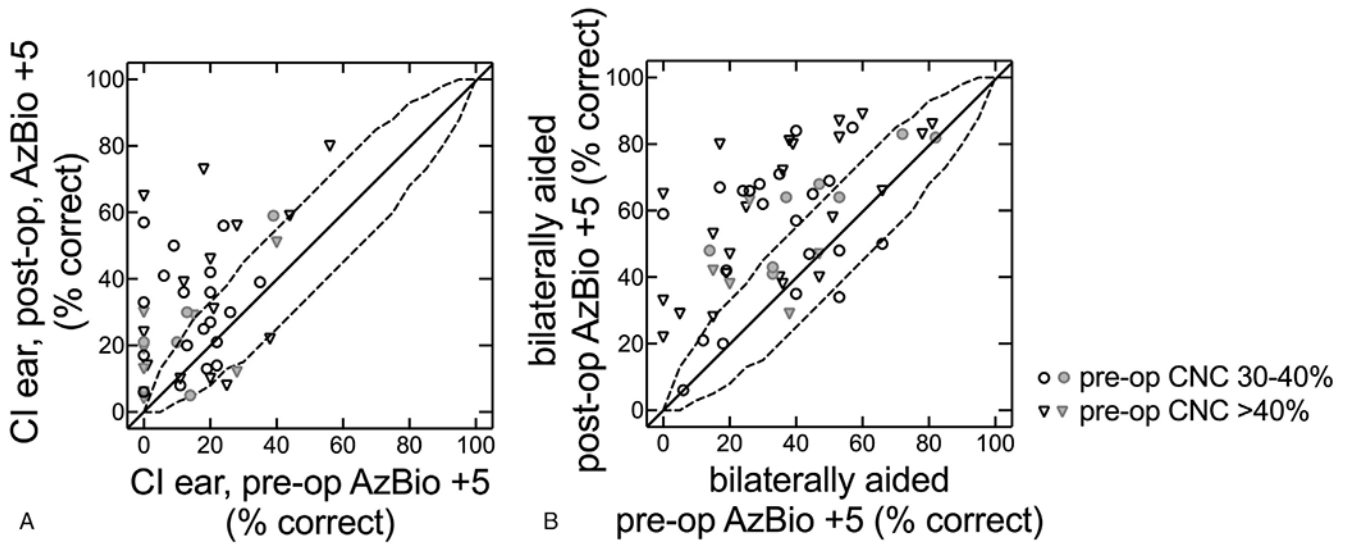 CI ear, post-op, AzBio +5
(% correct)
100
80
60
40
20
0
0 20 40 60 80 100
CI ear, pre-op AzBio +5
(% correct)
A
bilaterally aided
post-op AzBio +5 (% correct)
100
80
60
40
20
0
0 20 40 60 80 100
bilaterally aided
pre-op AzBio +5 (% correct)
B
pre-op CNC 30-40%
pre-op CNC >40%